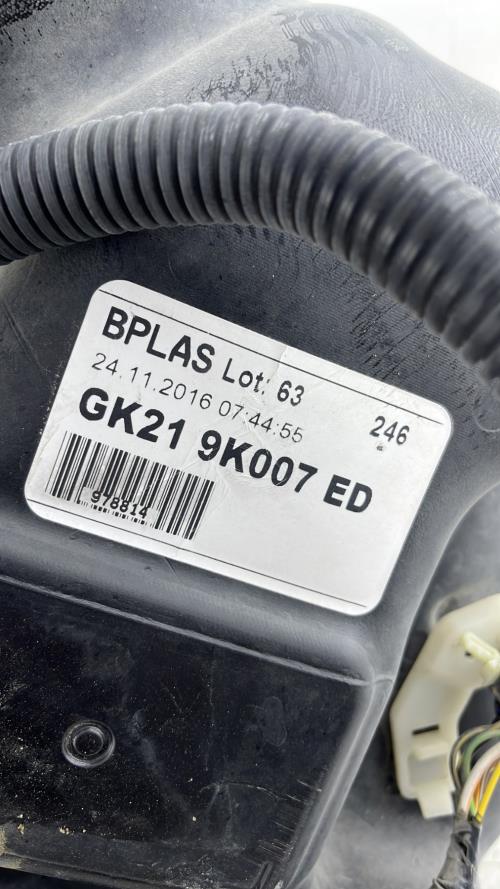 BPLAS Lot: 63
24.11.2016 07:44:55 246
GK21 9K007 ED
978814